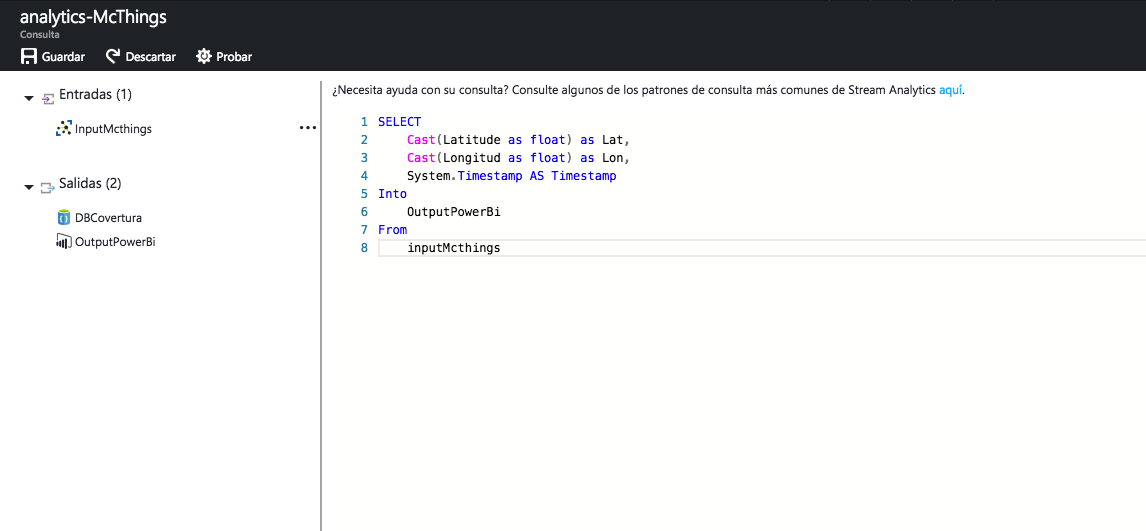 analytics-McThings
Consulta
Guardar Descartar Probar
Entradas (1)
InputMcthings
Salidas (2)
DBCovertura
OutputPowerBi
¿Necesita ayuda con su consulta? Consulte algunos de los patrones de consulta más comunes de Stream Analytics aquí.
1 SELECT
2 Cast(Latitude as float) as Lat,
3 Cast(Longitud as float) as Lon,
4 System.Timestamp AS Timestamp
5 Into
6 OutputPowerBi
7 From
8 inputMcthings